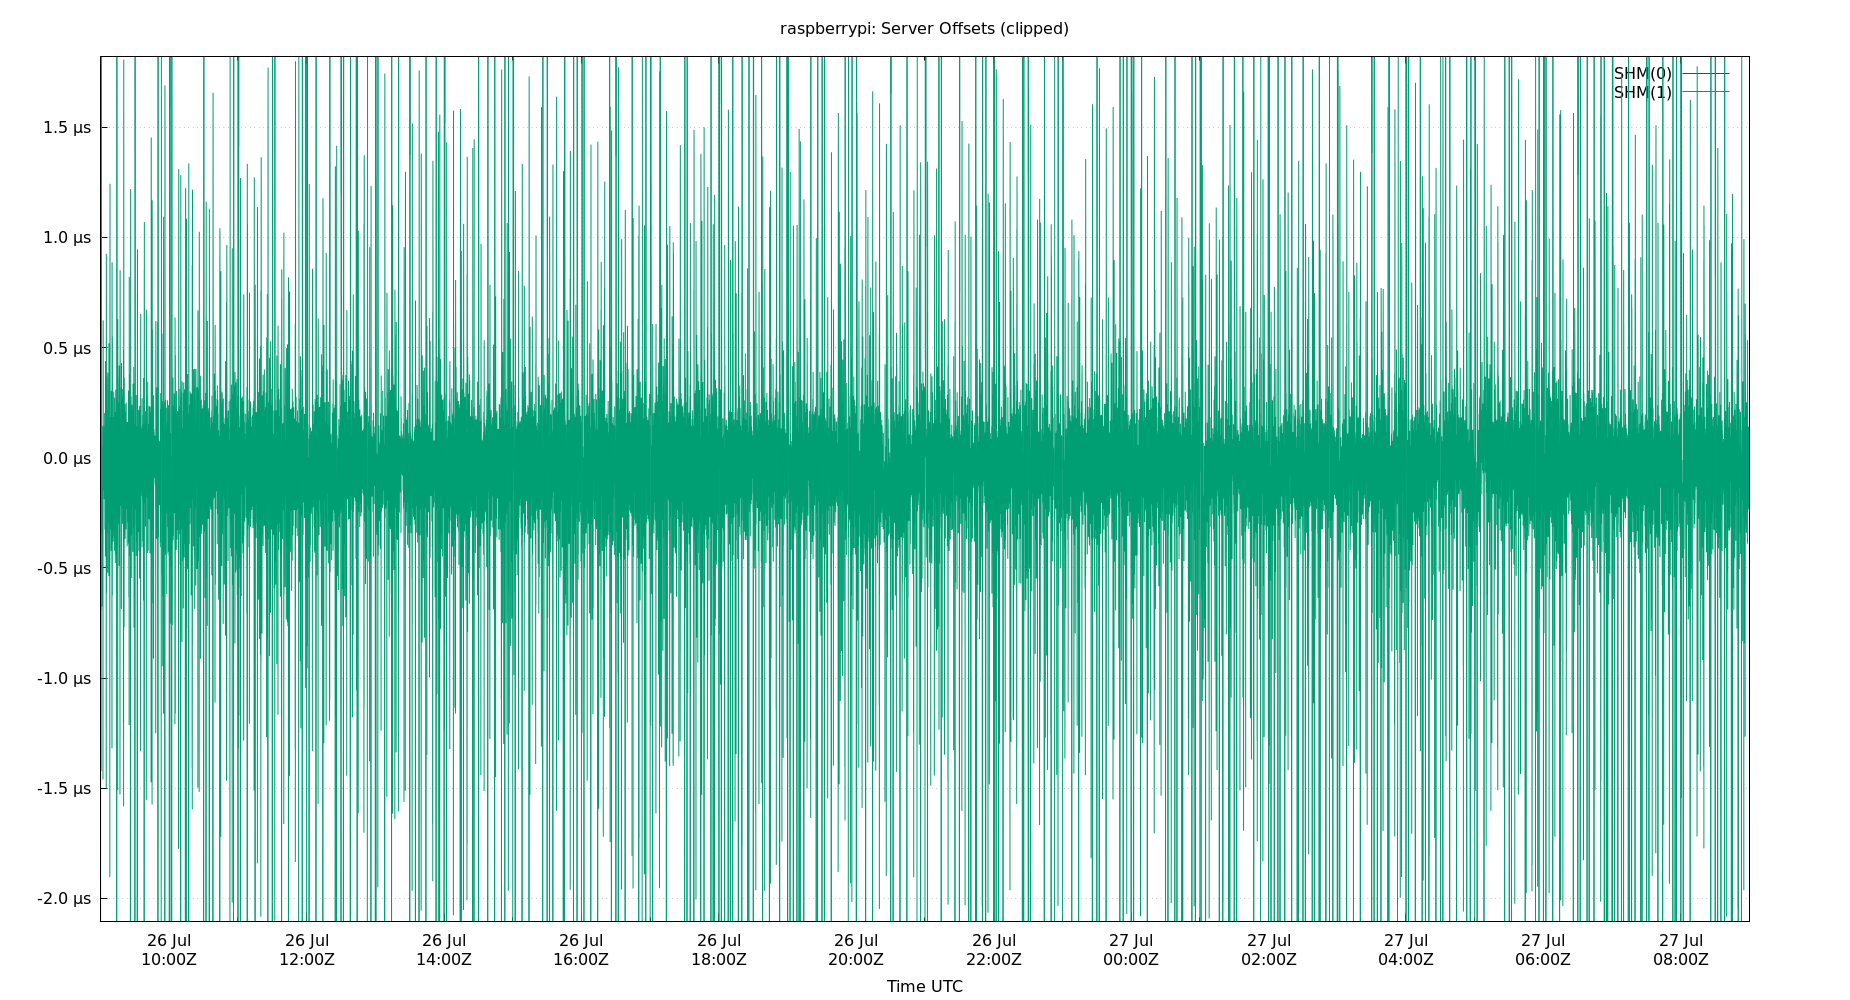 raspberrypi: Server Offsets (clipped)
SHM(0)
SHM(1)
1.5 µs
1.0 µs
0.5 µs
0.0 µs
-0.5 µs
-1.0 µs
-1.5 µs
-2.0 µs
26 Jul 26 Jul 26 Jul 26 Jul 26 Jul 26 Jul 26 Jul 27 Jul 27 Jul 27 Jul 27 Jul 27 Jul
10:00Z 12:00Z 14:00Z 16:00Z 18:00Z 20:00Z 22:00Z 00:00Z 02:00Z 04:00Z 06:00Z 08:00Z
Time UTC